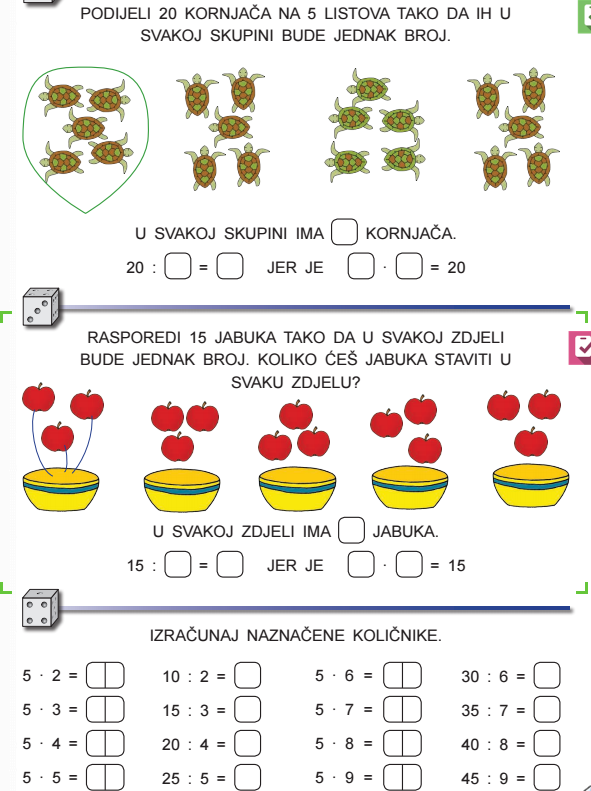 PODIJELI 20 KORNJAČA NA 5 LISTOVA TAKO DA IH U
SVAKOJ SKUPINI BUDE JEDNAK BROJ.
U SVAKOJ SKUPINI IMA KORNJAČA.
20 : = JER JE · = 20
RASPOREDI 15 JABUKA TAKO DA U SVAKOJ ZDJELI
BUDE JEDNAK BROJ. KOLIKO ĆEŠ JABUKA STAVITI U
SVAKU ZDJELU?
U SVAKOJ ZDJELI IMA JABUKA.
15 : = JER JE · = 15
IZRAČUNAJ NAZNAČENE KOLIČNIKE.
5 · 2 = 10 : 2 = 5 · 6 = 30 : 6 =
5 · 3 = 15 : 3 = 5 · 7 = 35 : 7 =
5 · 4 = 20 : 4 = 5 · 8 = 40 : 8 =
5 · 5 = 25 : 5 = 5 · 9 = 45 : 9 =